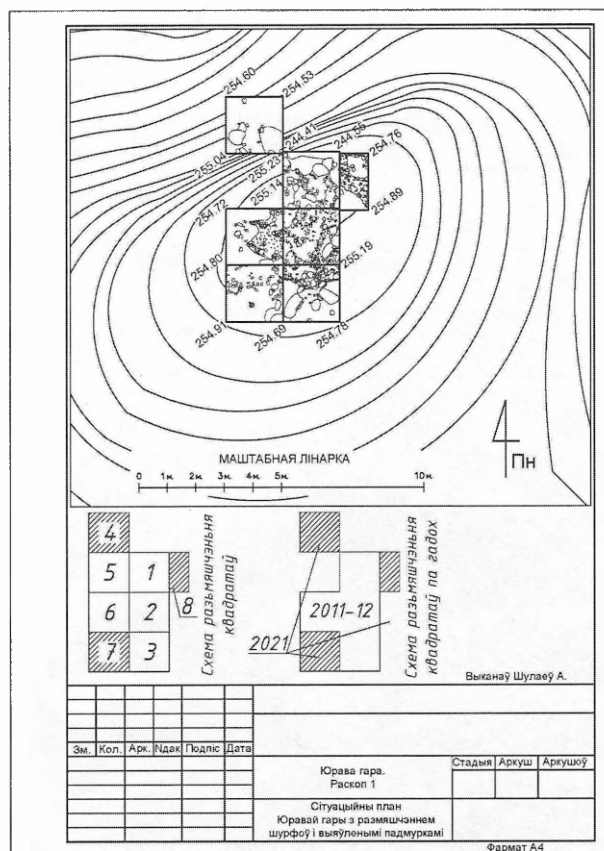 254.60
254.53
244.41
244.55
254.76
255.04
255.23
255.14
254.72
254.89
254.80
255.19
254.91
254.69
254.78
Пн
МАШТАБНАЯ ЛІНАРКА
0 1м. 2м. 3м. 4м. 5м. 10м.
4
5 1
6 2 8
7 3
Схема разьмяшчэньня
квадратаў
2011-12
2021
Схема разьмяшчэньня
квадратаў па гадох
Выканаў Шулаеў А.
Зм. Кол. Арк. Nдак Подпіс Дата
Юрава гара.
Раскоп 1
Стадыя Аркуш Аркушоў
Сітуацыйны план
Юравай гары з размяшчэннем
шурфоў і выяўленымі падмуркамі
Фармат А4